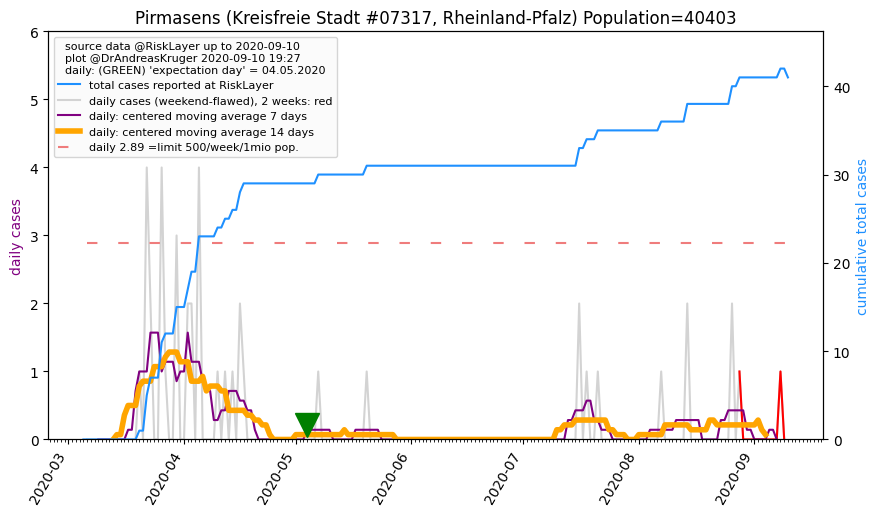 Pirmasens (Kreisfreie Stadt #07317, Rheinland-Pfalz) Population=40403
source data @RiskLayer up to 2020-09-10
plot @DrAndreasKruger 2020-09-10 19:27
daily: (GREEN) 'expectation day' = 04.05.2020
total cases reported at RiskLayer
daily cases (weekend-flawed), 2 weeks: red
daily: centered moving average 7 days
daily: centered moving average 14 days
daily 2.89 =limit 500/week/1mio pop.
daily cases
6
5
4
3
2
1
0
cumulative total cases
40
30
20
10
0
2020-03
2020-04
2020-05
2020-06
2020-07
2020-08
2020-09